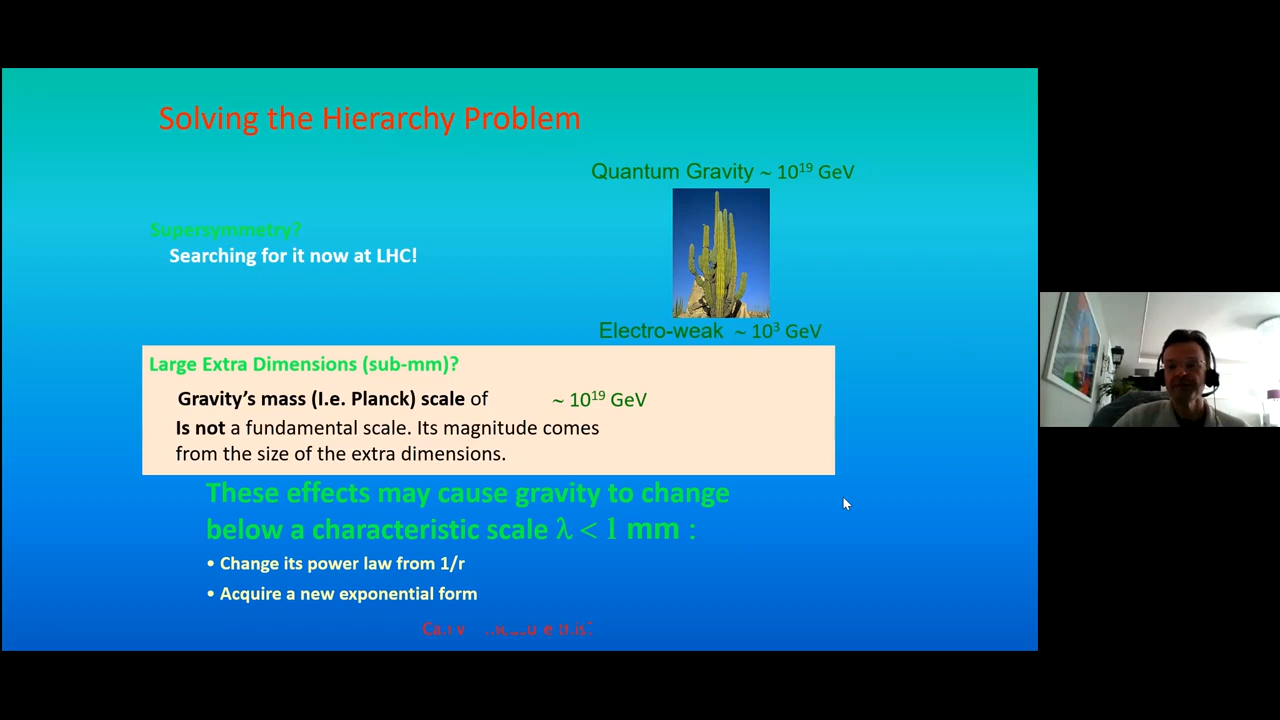 Solving the Hierarchy Problem
Quantum Gravity ~ 10¹⁹ GeV
Supersymmetry?
Searching for it now at LHC!
Electro-weak ~ 10³ GeV
Large Extra Dimensions (sub-mm)?
Gravity's mass (I.e. Planck) scale of ~ 10¹⁹ GeV
Is not a fundamental scale. Its magnitude comes
from the size of the extra dimensions.
These effects may cause gravity to change
below a characteristic scale λ < 1 mm :
• Change its power law from 1/r
• Acquire a new exponential form